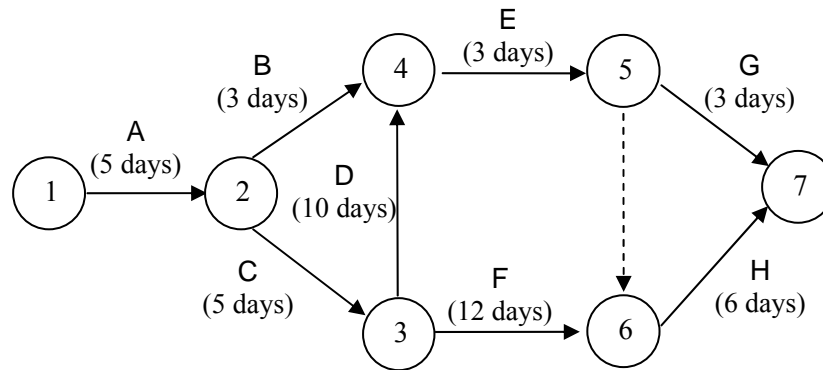 A
(5 days)
B
(3 days)
C
(5 days)
D
(10 days)
E
(3 days)
F
(12 days)
G
(3 days)
H
(6 days)
1
2
3
4
5
6
7